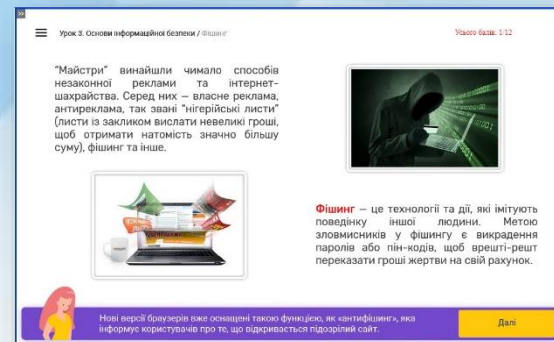 Урок 3. Основи інформаційної безпеки / Фішинг
Усього балів: 1/12
"Майстри" винайшли чимало способів
незаконної реклами та інтернет-
шахрайства. Серед них – власне реклама,
антиреклама, так звані "нігерійські листи"
(листи із закликом вислати невеликі гроші,
щоб отримати натомість значно більшу
суму), фішинг та інше.
Фішинг – це технології та дії, які імітують
поведінку іншої людини. Метою
зловмисників у фішингу є викрадення
паролів або пін-кодів, щоб врешті-решт
переказати гроші жертви на свій рахунок.
Нові версії браузерів вже оснащені такою функцією, як «антифішинг», яка
інформує користувачів про те, що відкривається підозрілий сайт.
Далі